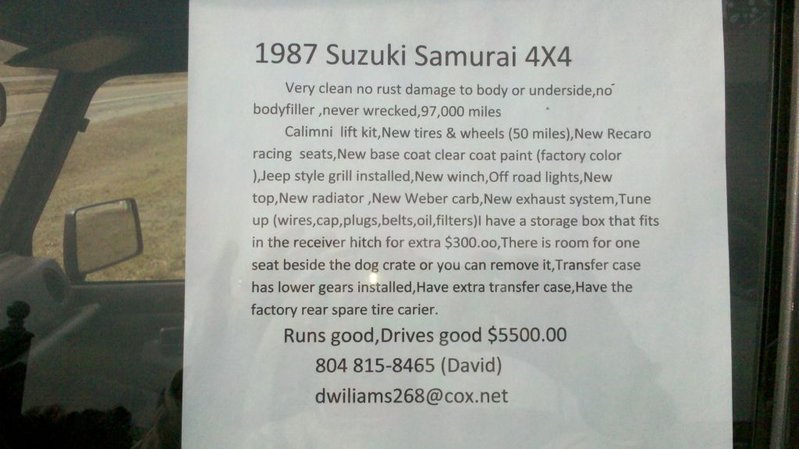 1987 Suzuki Samurai 4X4
Very clean no rust damage to body or underside,no
bodyfiller ,never wrecked,97,000 miles
Calimni lift kit,New tires & wheels (50 miles),New Recaro
racing seats,New base coat clear coat paint (factory color
),Jeep style grill installed,New winch,Off road lights,New
top,New radiator ,New Weber carb,New exhaust system,Tune
up (wires,cap,plugs,belts,oil,filters)I have a storage box that fits
in the receiver hitch for extra $300.oo,There is room for one
seat beside the dog crate or you can remove it,Transfer case
has lower gears installed,Have extra transfer case,Have the
factory rear spare tire carier.
Runs good,Drives good $5500.00
804 815-8465 (David)
dwiliams268@cox.net